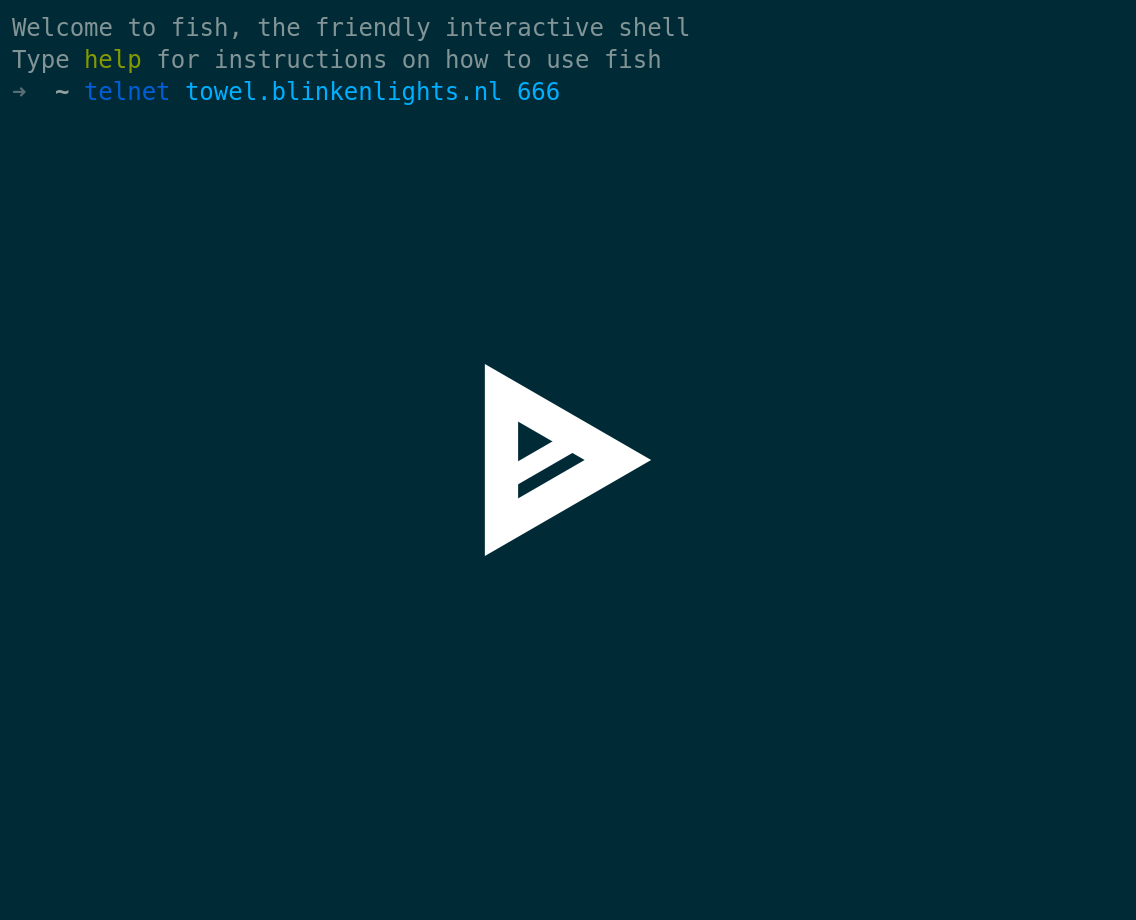 Welcome to fish, the friendly interactive shell
Type help for instructions on how to use fish
➜  ~ telnet towel.blinkenlights.nl 666